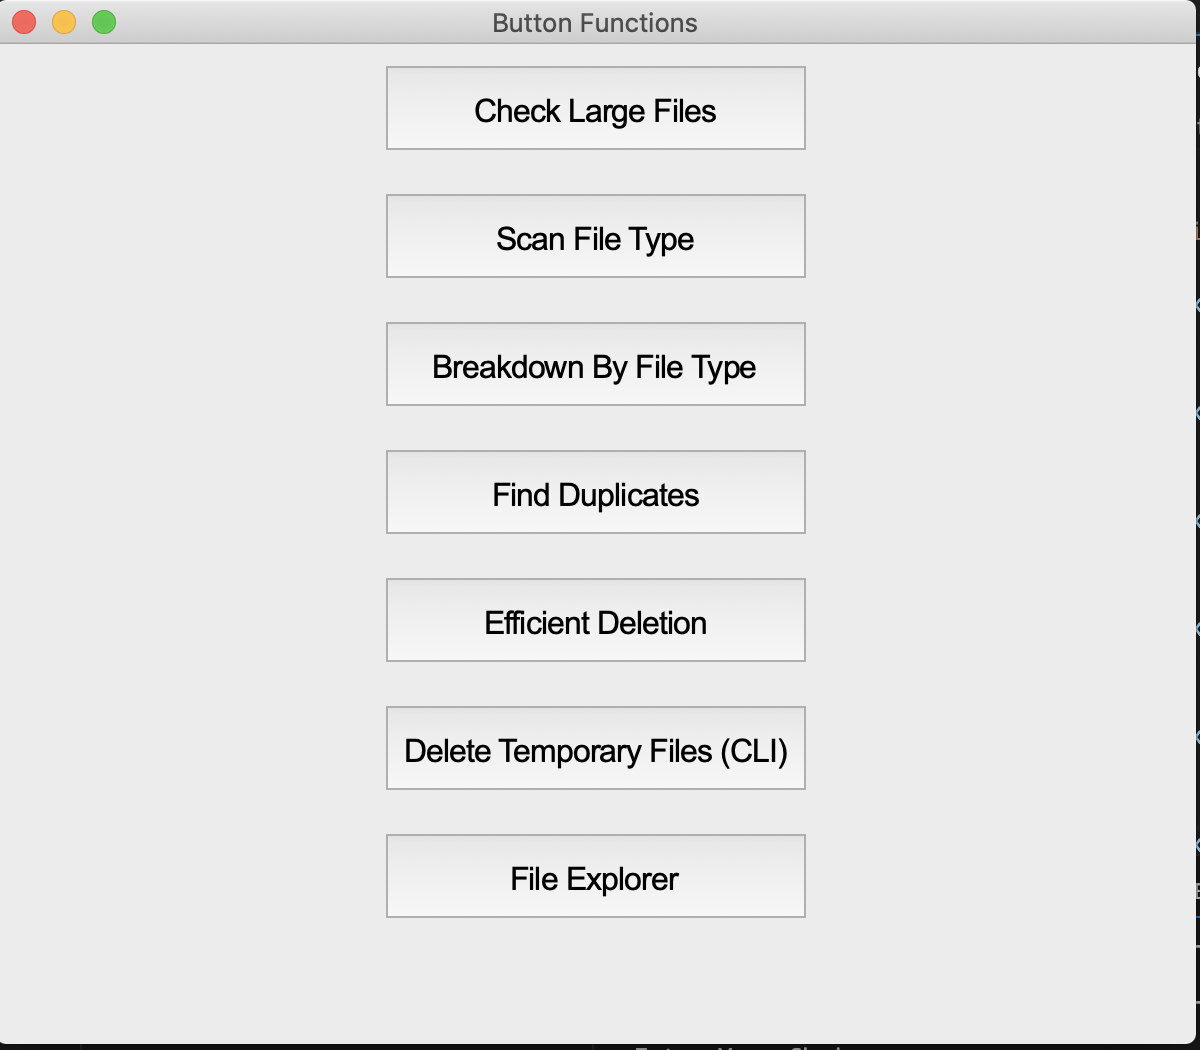 Button Functions
Check Large Files
Scan File Type
Breakdown By File Type
Find Duplicates
Efficient Deletion
Delete Temporary Files (CLI)
File Explorer